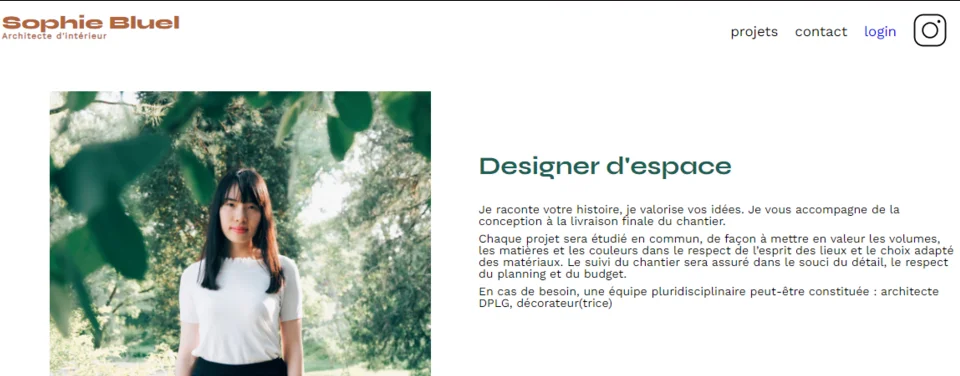 Sophie Bluel
Architecte d'intérieur
projets contact login
Designer d'espace
Je raconte votre histoire, je valorise vos idées. Je vous accompagne de la
conception à la livraison finale du chantier.
Chaque projet sera étudié en commun, de façon à mettre en valeur les volumes,
les matières et les couleurs dans le respect de l'esprit des lieux et le choix adapté
des matériaux. Le suivi du chantier sera assuré dans le souci du détail, le respect
du planning et du budget.
En cas de besoin, une équipe pluridisciplinaire peut-être constituée : architecte
DPLG, décorateur(trice)